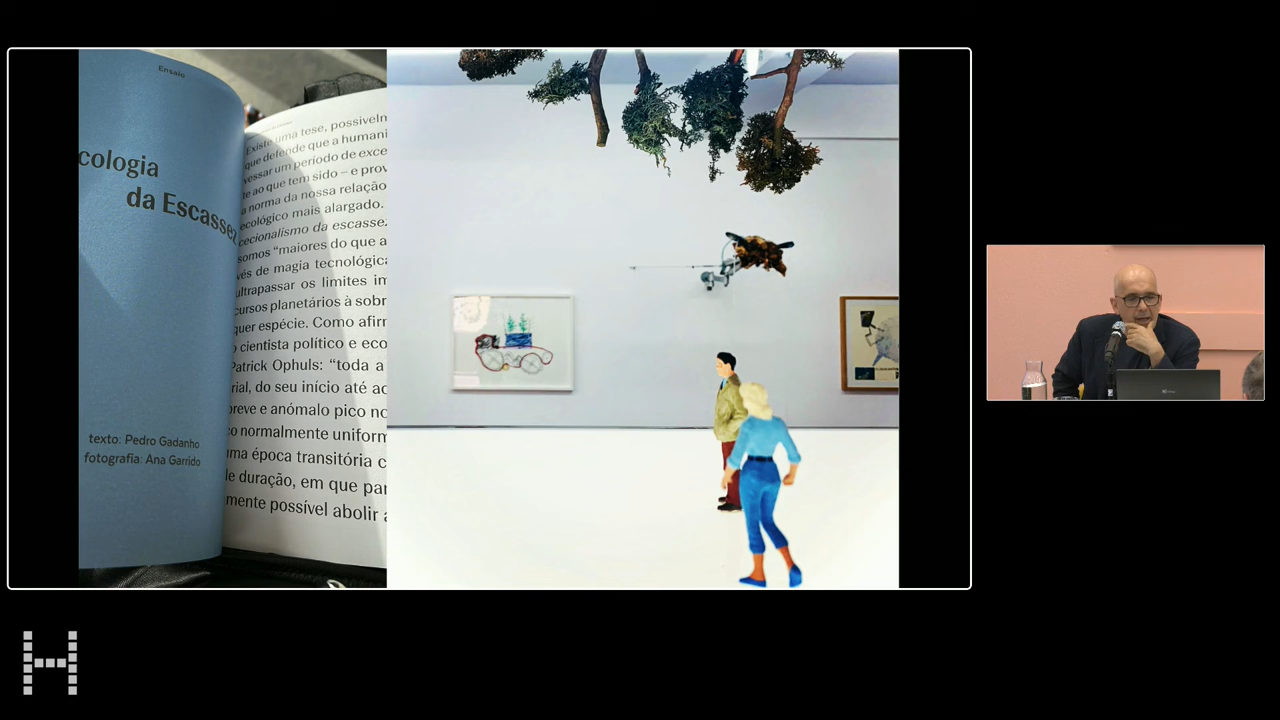 Ensaio
cologia
da Escassez
texto: Pedro Gadanho
fotografia: Ana Garrido
Existe uma tese, possivelm
que defende que a humani
vessar um período de exce
te ao que tem sido – e prov
a norma da nossa relação
ecológico mais alargado.
cecionalismo da escassez
somos “maiores do que a
vés de magia tecnológica
ultrapassar os limites im
cursos planetários à sobr
quer espécie. Como afirm
cientista político e eco
Patrick Ophuls: “toda a
rial, do seu início até ao
breve e anómalo pico no
o normalmente uniform
ma época transitória c
de duração, em que par
mente possível abolir a
H